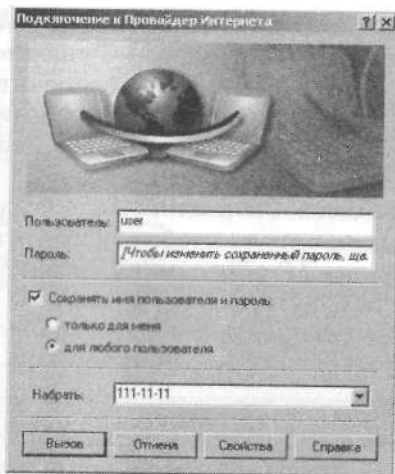 Подключение к Провайдер Интернета
Пользователь: user
Пароль: [Чтобы изменить сохраненный пароль, ще.
Сохранять имя пользователя и пароль:
только для меня
для любого пользователя
Набрать: 111-11-11
Вызов Отмена Свойства Справка